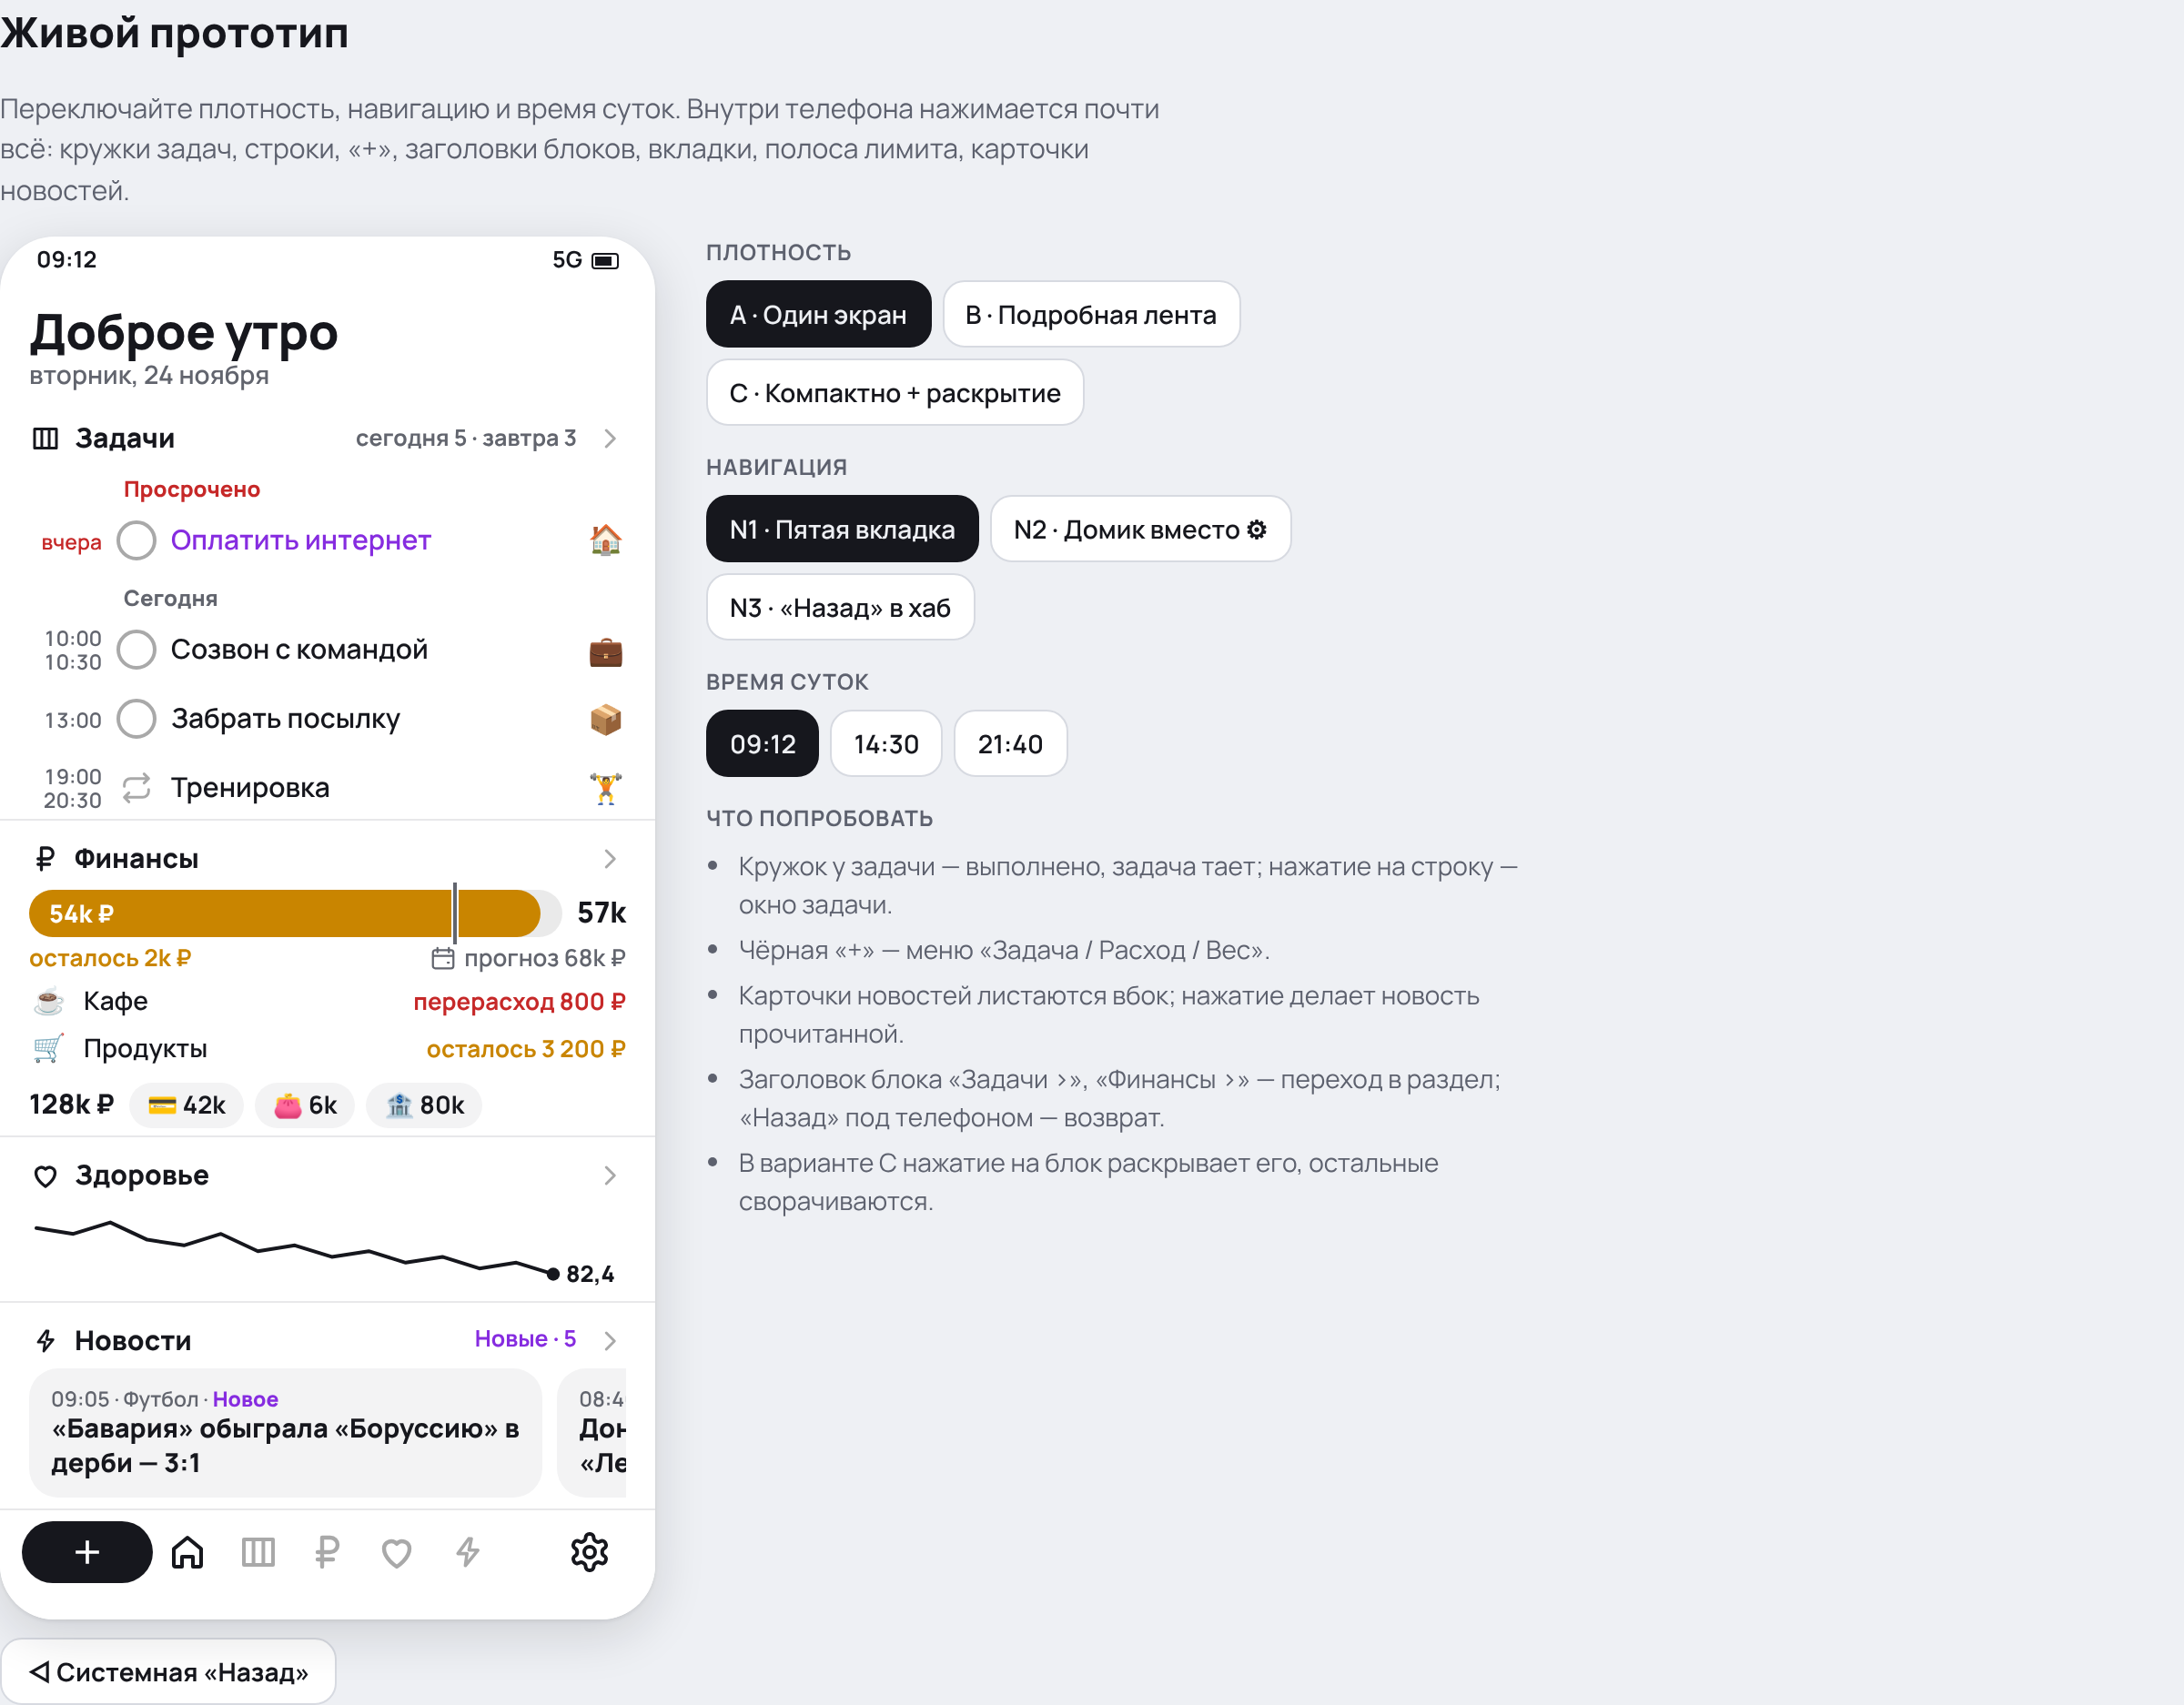 Живой прототип
Переключайте плотность, навигацию и время суток. Внутри телефона нажимается почти
всё: кружки задач, строки, «+», заголовки блоков, вкладки, полоса лимита, карточки
новостей.
09:12
5G
Доброе утро
вторник, 24 ноября
Задачи
сегодня 5 · завтра 3
Просрочено
вчера
Оплатить интернет
Сегодня
10:00
10:30
Созвон с командой
13:00
Забрать посылку
19:00
20:30
Тренировка
₽ Финансы
54k ₽
57k
осталось 2k ₽
прогноз 68k ₽
Кафе
перерасход 800 ₽
Продукты
осталось 3 200 ₽
128k ₽
42k
6k
80k
Здоровье
82,4
Новости
Новые · 5
09:05 · Футбол · Новое
«Бавария» обыграла «Боруссию» в
дерби — 3:1
+
₽
Системная «Назад»
ПЛОТНОСТЬ
A · Один экран
B · Подробная лента
C · Компактно + раскрытие
НАВИГАЦИЯ
N1 · Пятая вкладка
N2 · Домик вместо ⚙
N3 · «Назад» в хаб
ВРЕМЯ СУТОК
09:12
14:30
21:40
ЧТО ПОПРОБОВАТЬ
• Кружок у задачи — выполнено, задача тает; нажатие на строку —
окно задачи.
• Чёрная «+» — меню «Задача / Расход / Вес».
• Карточки новостей листаются вбок; нажатие делает новость
прочитанной.
• Заголовок блока «Задачи ›», «Финансы ›» — переход в раздел;
«Назад» под телефоном — возврат.
• В варианте C нажатие на блок раскрывает его, остальные
сворачиваются.